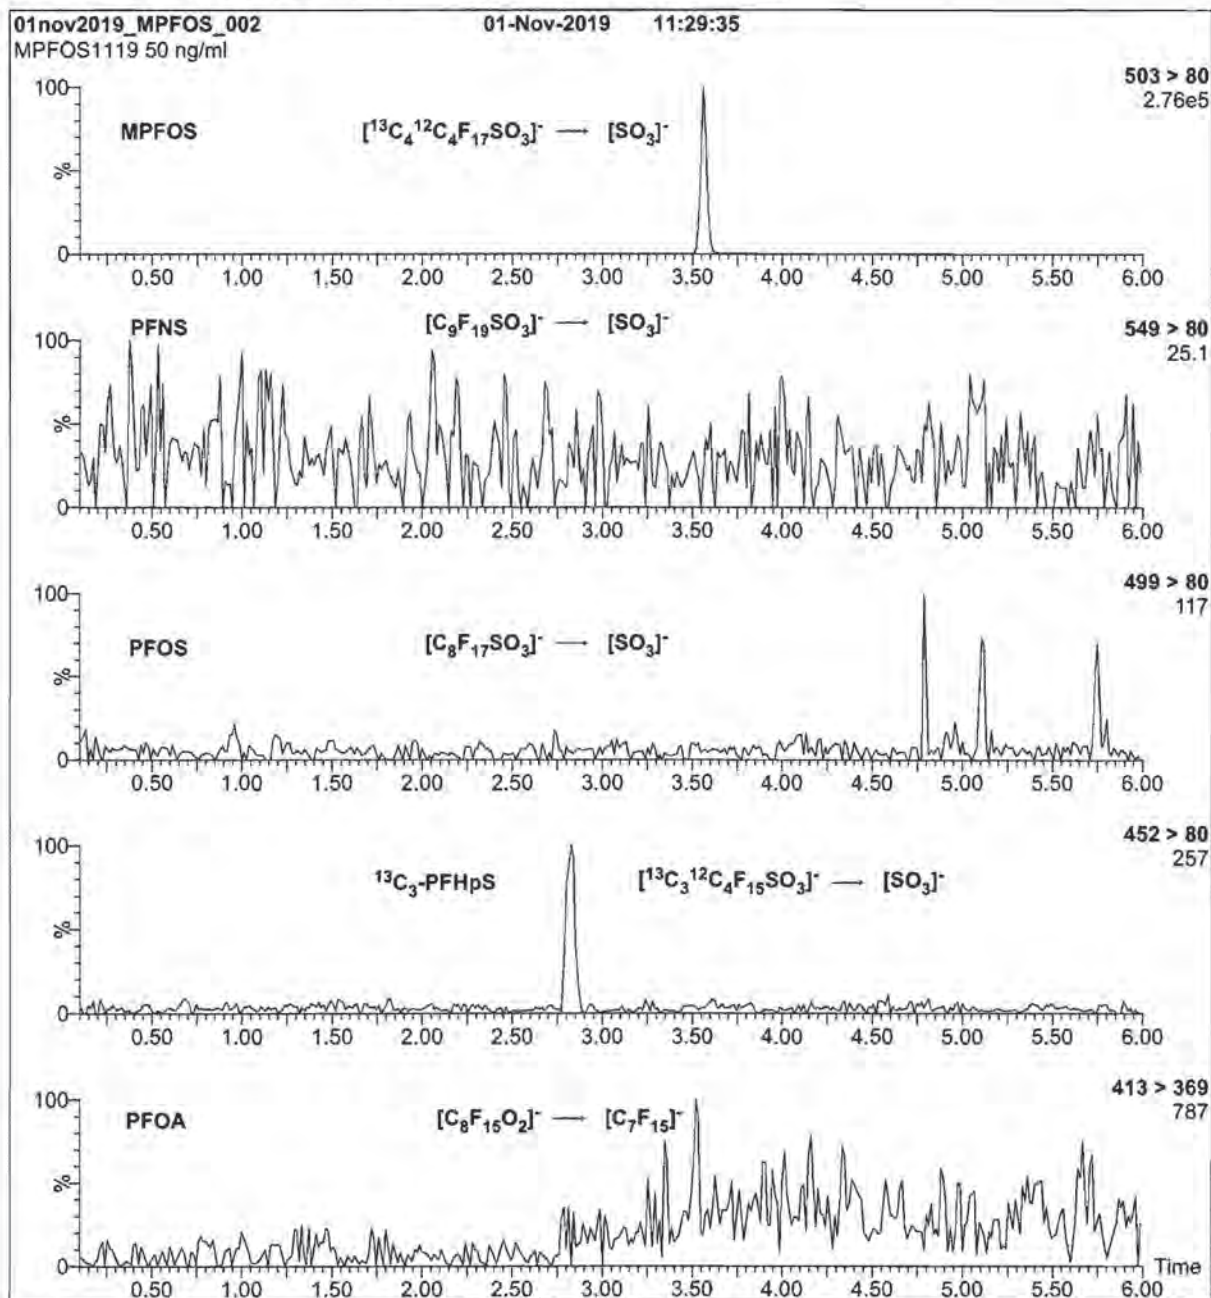 01nov2019_MPFOS_002 01-Nov-2019 11:29:35
MPFOS1119 50 ng/ml
503 > 80
2.76e5
100
MPFOS [¹³C₄¹²C₄F₁₇SO₃]⁻ → [SO₃]⁻
%
0
0.50 1.00 1.50 2.00 2.50 3.00 3.50 4.00 4.50 5.00 5.50 6.00
PFNS [C₉F₁₉SO₃]⁻ → [SO₃]⁻ 549 > 80
100
25.1
%
0
0.50 1.00 1.50 2.00 2.50 3.00 3.50 4.00 4.50 5.00 5.50 6.00
499 > 80
100
117
PFOS [C₈F₁₇SO₃]⁻ → [SO₃]⁻
%
0
0.50 1.00 1.50 2.00 2.50 3.00 3.50 4.00 4.50 5.00 5.50 6.00
452 > 80
100
257
¹³C₃-PFHpS [¹³C₃¹²C₄F₁₅SO₃]⁻ → [SO₃]⁻
%
0
0.50 1.00 1.50 2.00 2.50 3.00 3.50 4.00 4.50 5.00 5.50 6.00
413 > 369
100
787
PFOA [C₈F₁₅O₂]⁻ → [C₇F₁₅]⁻
%
0
Time
0.50 1.00 1.50 2.00 2.50 3.00 3.50 4.00 4.50 5.00 5.50 6.00